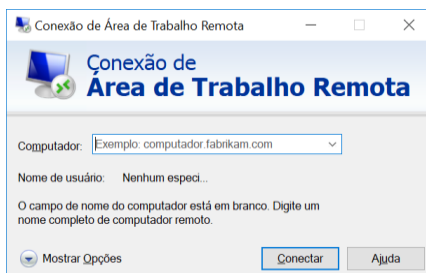 Conexão de Área de Trabalho Remota
Conexão de
Área de Trabalho Remota
Computador: Exemplo: computador.fabrikam.com
Nome de usuário: Nenhum especi...
O campo de nome do computador está em branco. Digite um
nome completo de computador remoto.
Mostrar Opções Conectar Ajuda